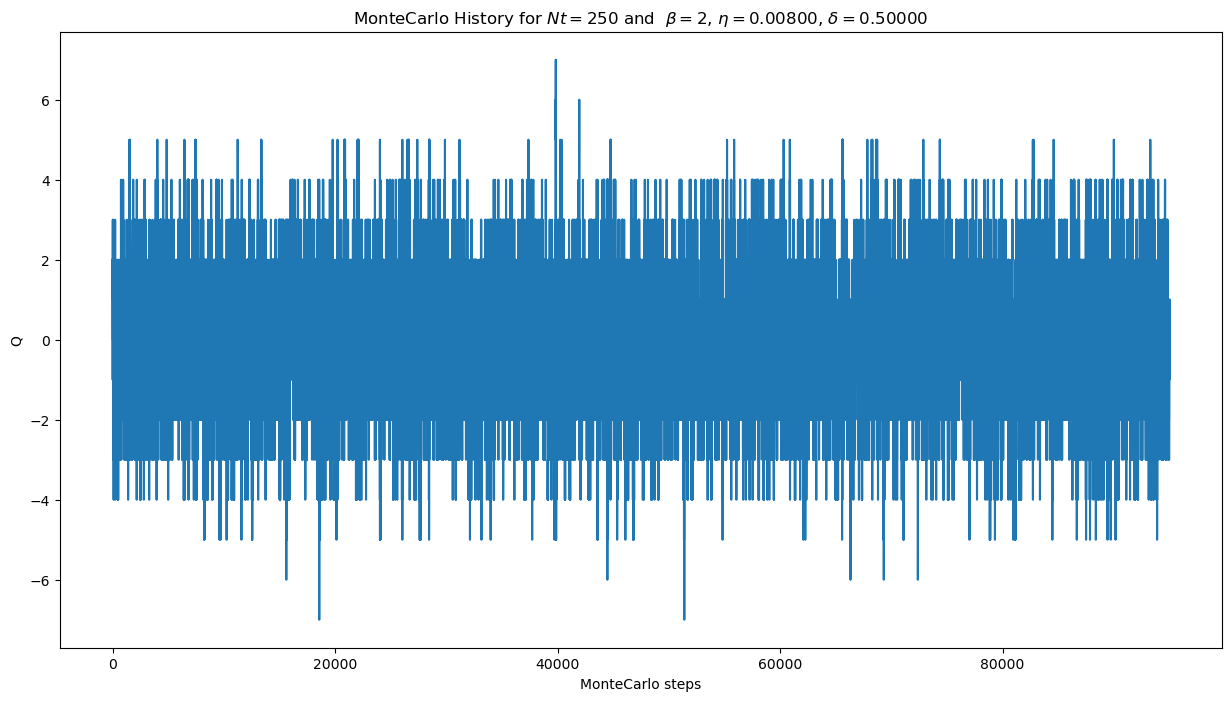 MonteCarlo History for Nt = 250 and β = 2, η = 0.00800, δ = 0.50000
Q
6
4
2
0
−2
−4
−6
0 20000 40000 60000 80000
MonteCarlo steps